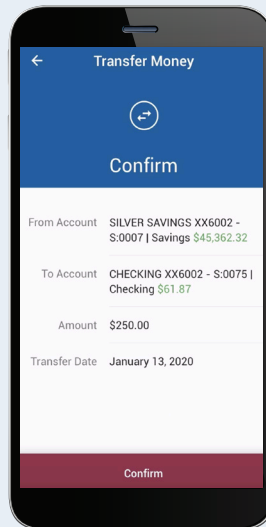 Transfer Money
Confirm
From Account SILVER SAVINGS XX6002 -
S:0007 | Savings $45,362.32
To Account CHECKING XX6002 - S:0075 |
Checking $61.87
Amount $250.00
Transfer Date January 13, 2020
Confirm